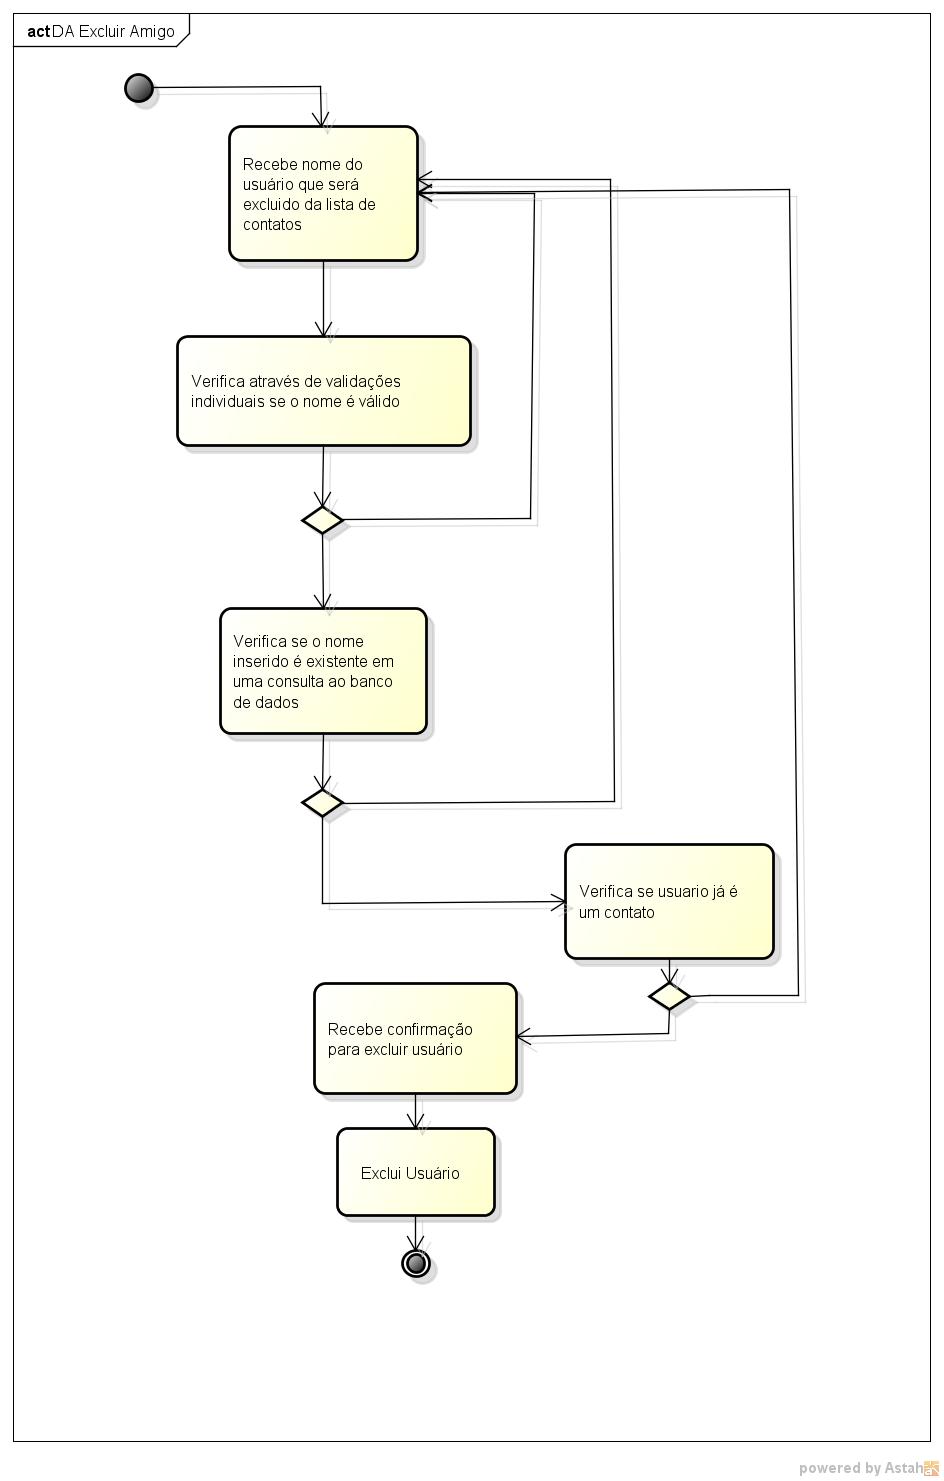 act DA Excluir Amigo
Recebe nome do
usuário que será
excluido da lista de
contatos
Verifica através de validações
individuais se o nome é válido
Verifica se o nome
inserido é existente em
uma consulta ao banco
de dados
Verifica se usuario já é
um contato
Recebe confirmação
para excluir usuário
Exclui Usuário
powered by Astah